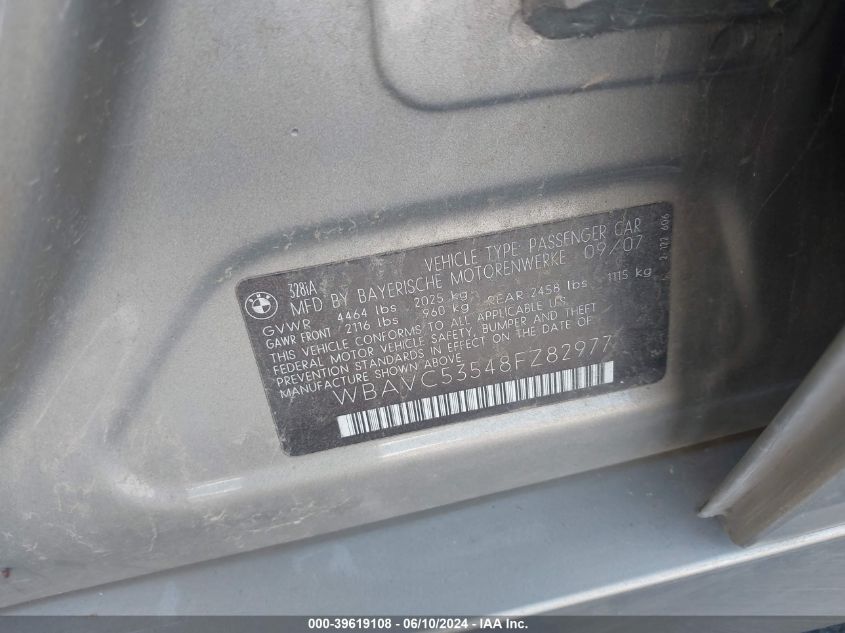 328iA VEHICLE TYPE PASSENGER CAR
MFD BY BAYERISCHE MOTORENWERKE 09/07
GVWR 4464 lbs 2025 kg
GAWR FRONT 2116 lbs 960 kg REAR 2458 lbs 1115 kg
THIS VEHICLE CONFORMS TO ALL APPLICABLE US
FEDERAL MOTOR VEHICLE SAFETY, BUMPER AND THEFT
PREVENTION STANDARDS IN EFFECT ON THE DATE OF
MANUFACTURE SHOWN ABOVE
WBAVC53548FZ82977
BMW
000-39619108 - 06/10/2024 - IAA Inc.